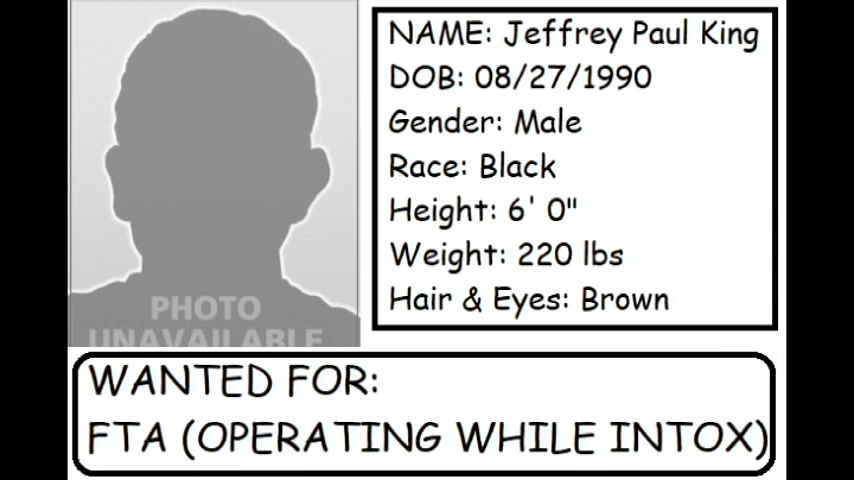 NAME: Jeffrey Paul King
DOB: 08/27/1990
Gender: Male
Race: Black
Height: 6' 0"
Weight: 220 lbs
Hair & Eyes: Brown
PHOTO
UNAVAILABLE
WANTED FOR:
FTA (OPERATING WHILE INTOX)